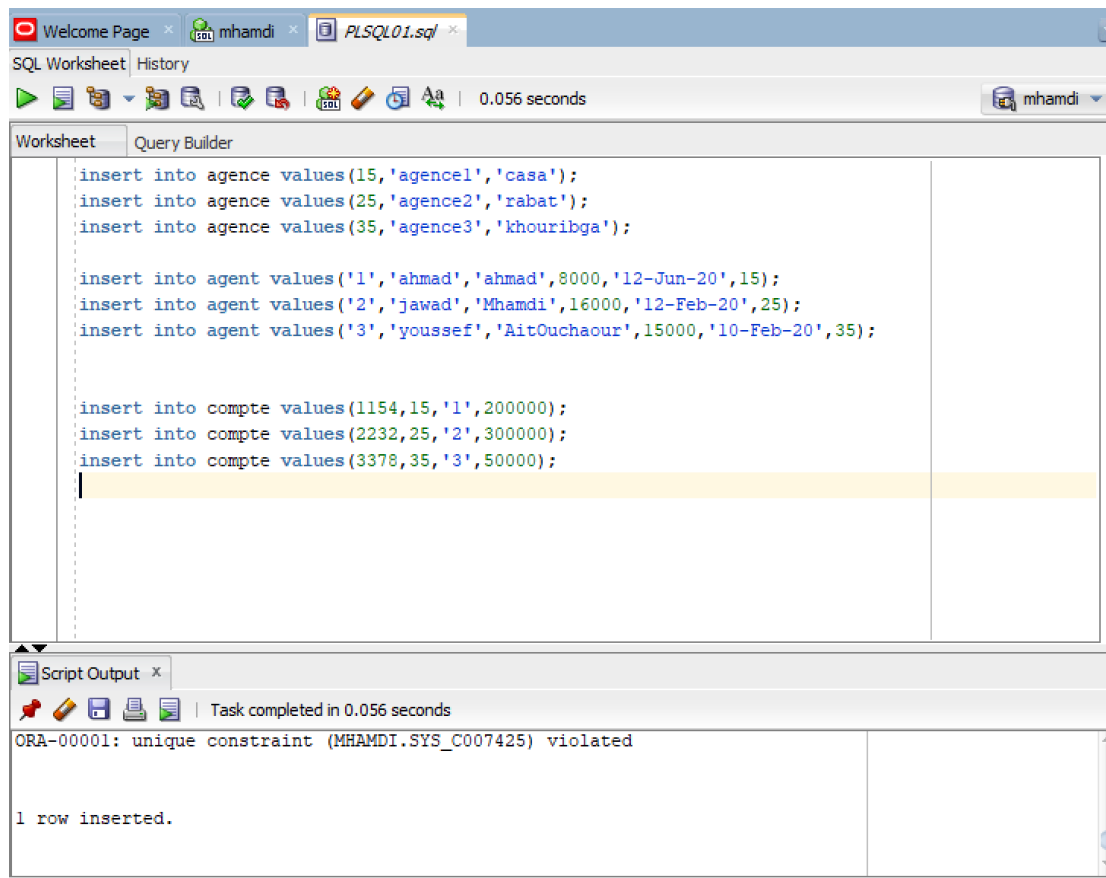 Welcome Page mhamdi PLSQL01.sql
SQL Worksheet History
0.056 seconds mhamdi
Worksheet Query Builder
insert into agence values(15,'agence1','casa');
insert into agence values(25,'agence2','rabat');
insert into agence values(35,'agence3','khouribga');
insert into agent values('1','ahmad','ahmad',8000,'12-Jun-20',15);
insert into agent values('2','jawad','Mhamdi',16000,'12-Feb-20',25);
insert into agent values('3','youssef','AitOuchaour',15000,'10-Feb-20',35);
insert into compte values(1154,15,'1',200000);
insert into compte values(2232,25,'2',300000);
insert into compte values(3378,35,'3',50000);
Script Output x
Task completed in 0.056 seconds
ORA-00001: unique constraint (MHAMDI.SYS_C007425) violated
1 row inserted.